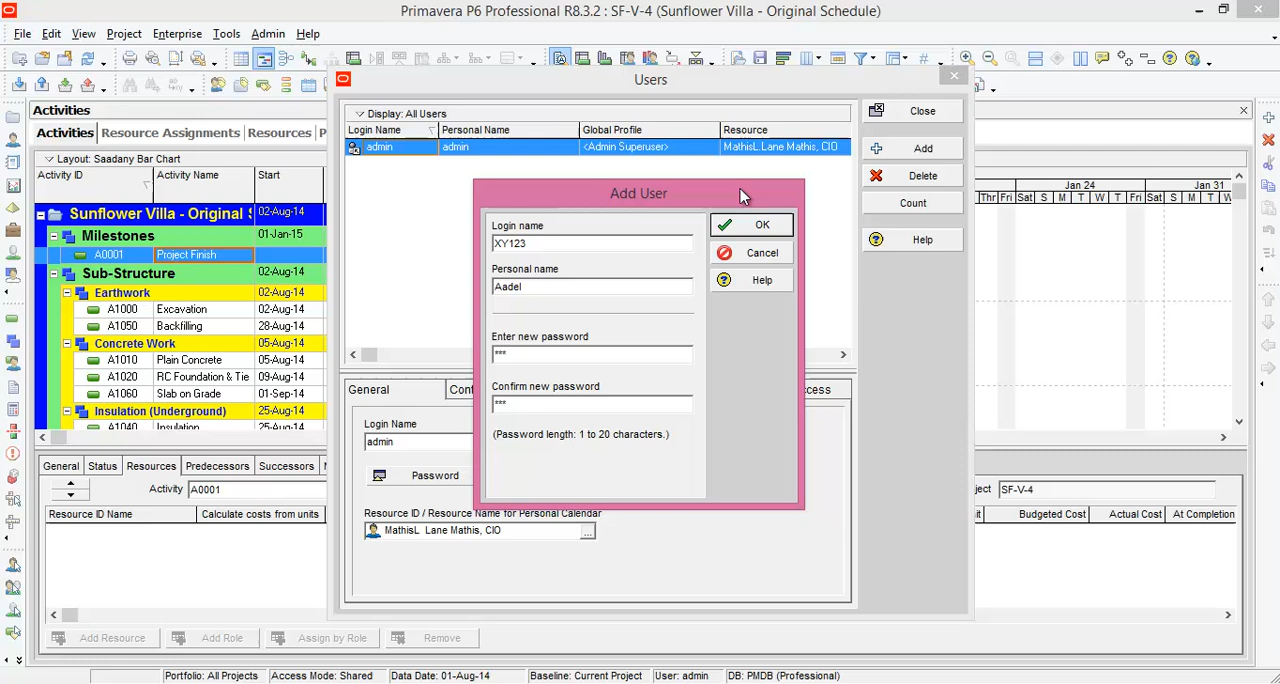 Primavera P6 Professional R8.3.2 : SF-V-4 (Sunflower Villa - Original Schedule)
File Edit View Project Enterprise Tools Admin Help
Activities
Activities Resource Assignments Resources P
Layout: Saadany Bar Chart
Activity ID Activity Name Start
Sunflower Villa - Original S 02-Aug-14
Milestones 01-Jan-15
A0001 Project Finish
Sub-Structure 02-Aug-14
Earthwork 02-Aug-14
A1000 Excavation 02-Aug-14
A1050 Backfilling 28-Aug-14
Concrete Work 05-Aug-14
A1010 Plain Concrete 05-Aug-14
A1020 RC Foundation & Tie 09-Aug-14
A1060 Slab on Grade 01-Sep-14
Insulation (Underground) 25-Aug-14
A1040 Insulation 25-Aug-14
Users
Display: All Users
Login Name Personal Name Global Profile Resource
admin admin <Admin Superuser> MathisL.Lane Mathis, CIO
Close
Add
Delete
Count
Help
Add User
Login name
XY123
Personal name
Aadel
Enter new password
***
Confirm new password
***
(Password length: 1 to 20 characters.)
OK
Cancel
Help
General
Login Name
admin
Password
Resource ID / Resource Name for Personal Calendar
MathisL Lane Mathis, CIO
...
Jan 24 Jan 31
Thr Fri Sat S M T W T Fri Sat S M T W
General Status Resources Predecessors Successors
Activity A0001
SF-V-4
Resource ID Name Calculate costs from units
Budgeted Cost Actual Cost At Completion
Add Resource Add Role Assign by Role Remove
Portfolio: All Projects Access Mode: Shared Data Date: 01-Aug-14 Baseline: Current Project User: admin DB: PMDB (Professional)